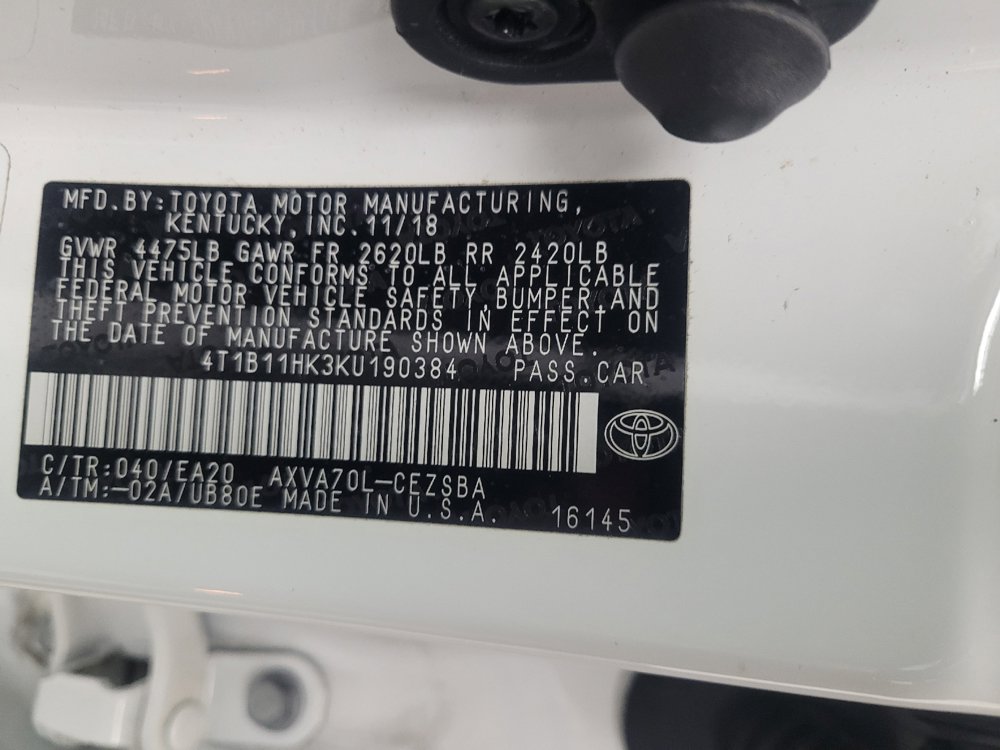 MFD.BY:TOYOTA MOTOR MANUFACTURING,
KENTUCKY,INC.11/18
GVWR 4475LB GAWR FR 2620LB RR 2420LB
THIS VEHICLE CONFORMS TO ALL APPLICABLE
FEDERAL MOTOR VEHICLE SAFETY,BUMPER,AND
THEFT PREVENTION STANDARDS IN EFFECT ON
THE DATE OF MANUFACTURE SHOWN ABOVE.
4T1B11HK3KU190384 PASS.CAR
C/TR:040/EA20 AXVA70L-CEZSBA
A/TM:-02A/UB80E MADE IN U.S.A. 16145